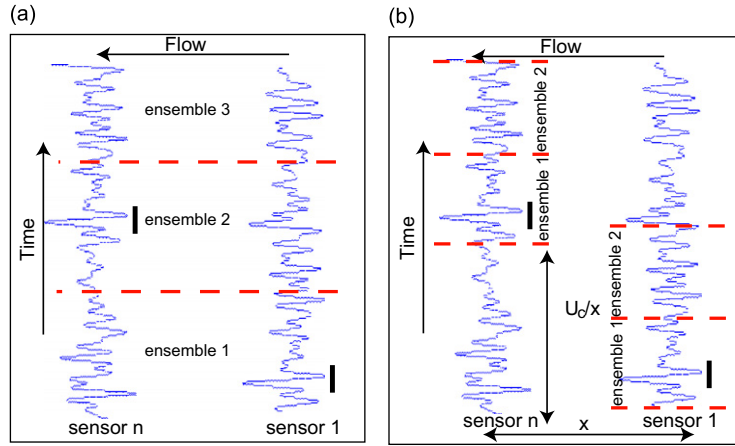 (a)
Flow
ensemble 3
ensemble 2
ensemble 1
Time
sensor n
sensor 1
(b)
Flow
ensemble 2
ensemble 1
ensemble 2
ensemble 1
Time
Uc/x
sensor n
x
sensor 1